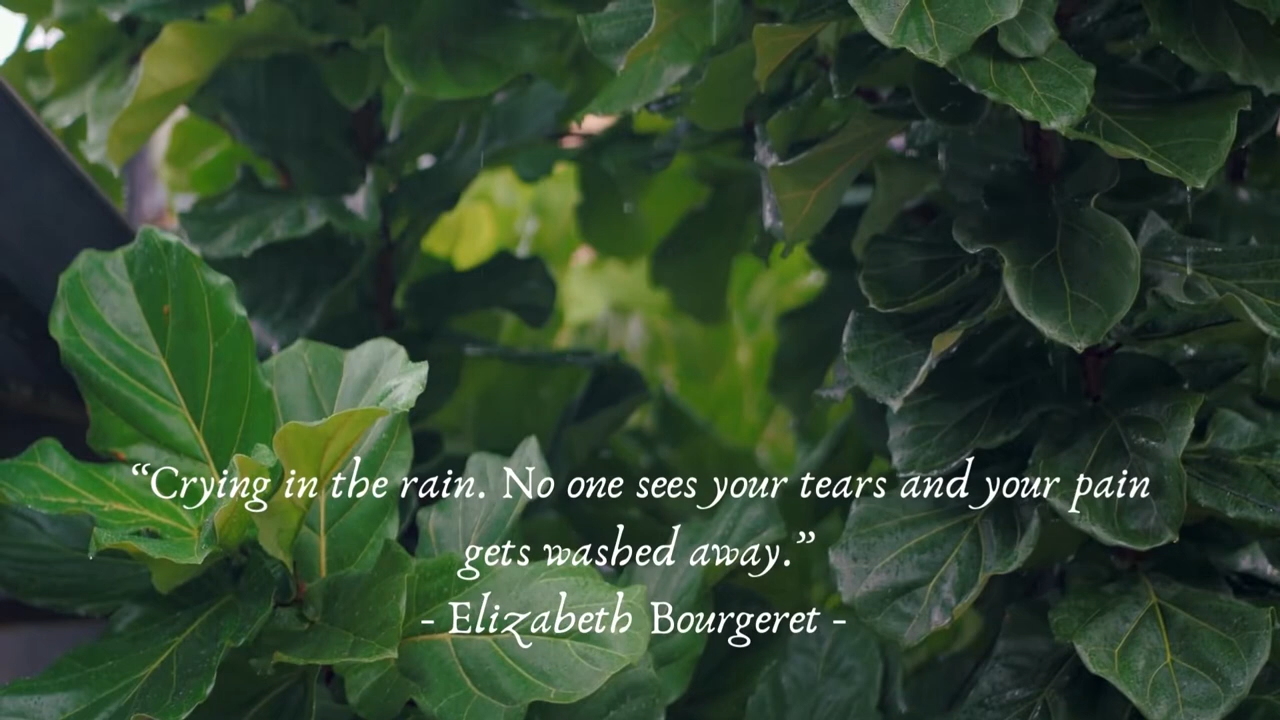 “Crying in the rain. No one sees your tears and your pain
gets washed away.”
- Elizabeth Bourgeret -